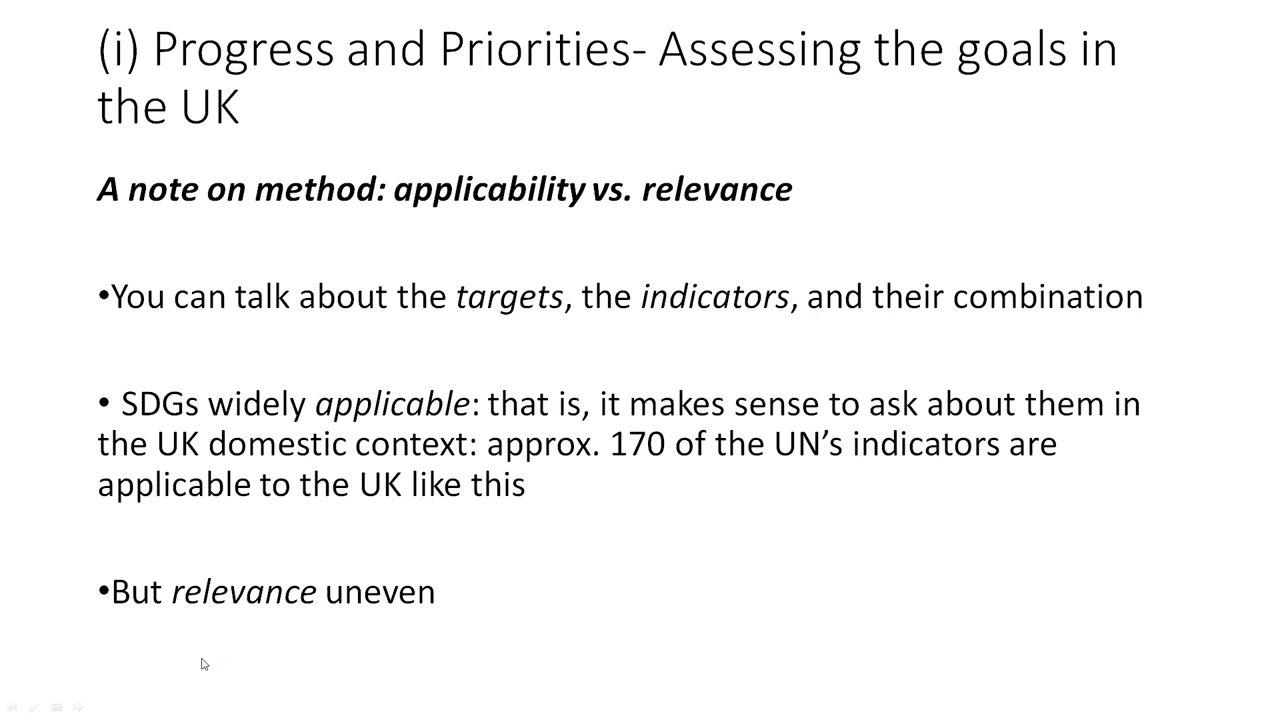 (i) Progress and Priorities- Assessing the goals in
the UK
A note on method: applicability vs. relevance
•You can talk about the targets, the indicators, and their combination
• SDGs widely applicable: that is, it makes sense to ask about them in
the UK domestic context: approx. 170 of the UN’s indicators are
applicable to the UK like this
•But relevance uneven